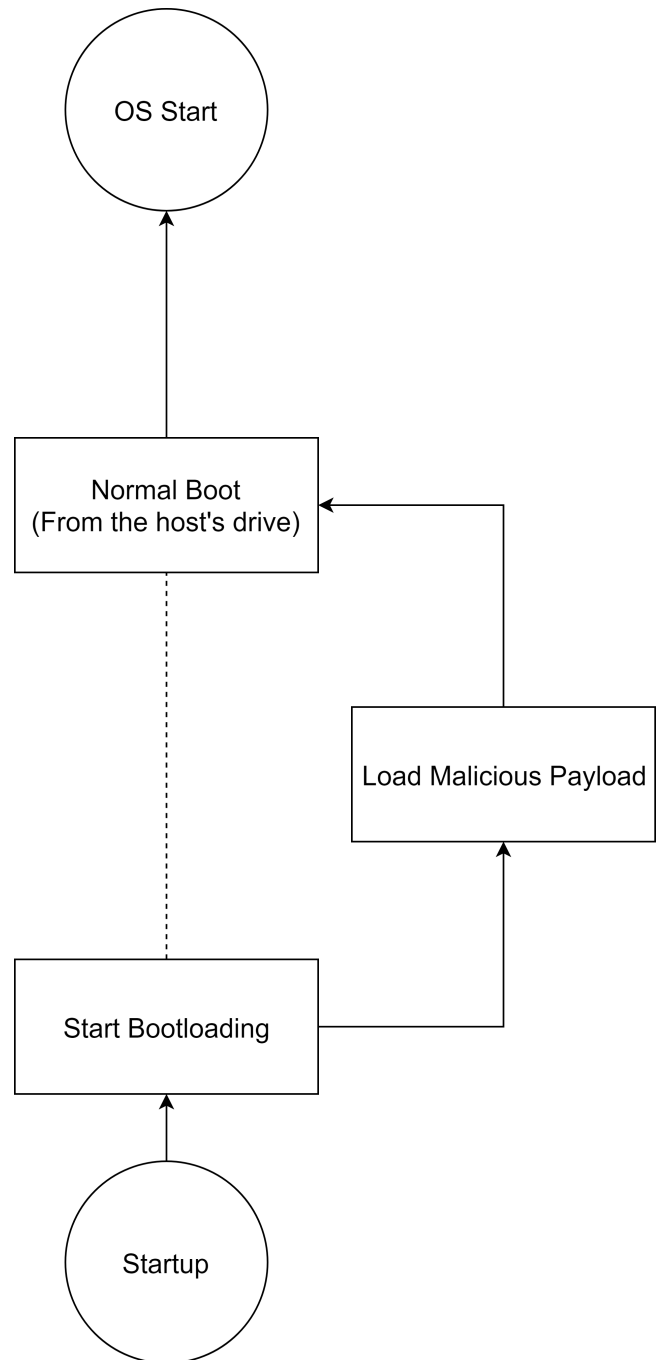 OS Start
Normal Boot
(From the host's drive)
Load Malicious Payload
Start Bootloading
Startup